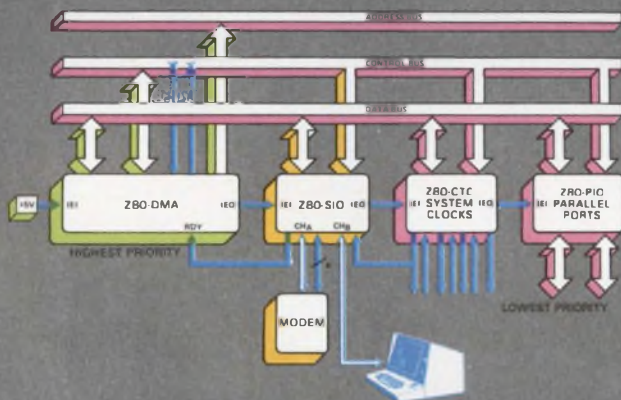 ADDRESS BUS
CONTROL BUS
DATA BUS
+5V
IEI
Z80-DMA
IEO
RDY
IEI
Z80-SIO
IEO
CHA
CHB
Z80-CTC
IEI
SYSTEM
IEO
CLOCKS
Z80-PIO
IEI
PARALLEL
PORTS
HIGHEST PRIORITY
MODEM
LOWEST PRIORITY